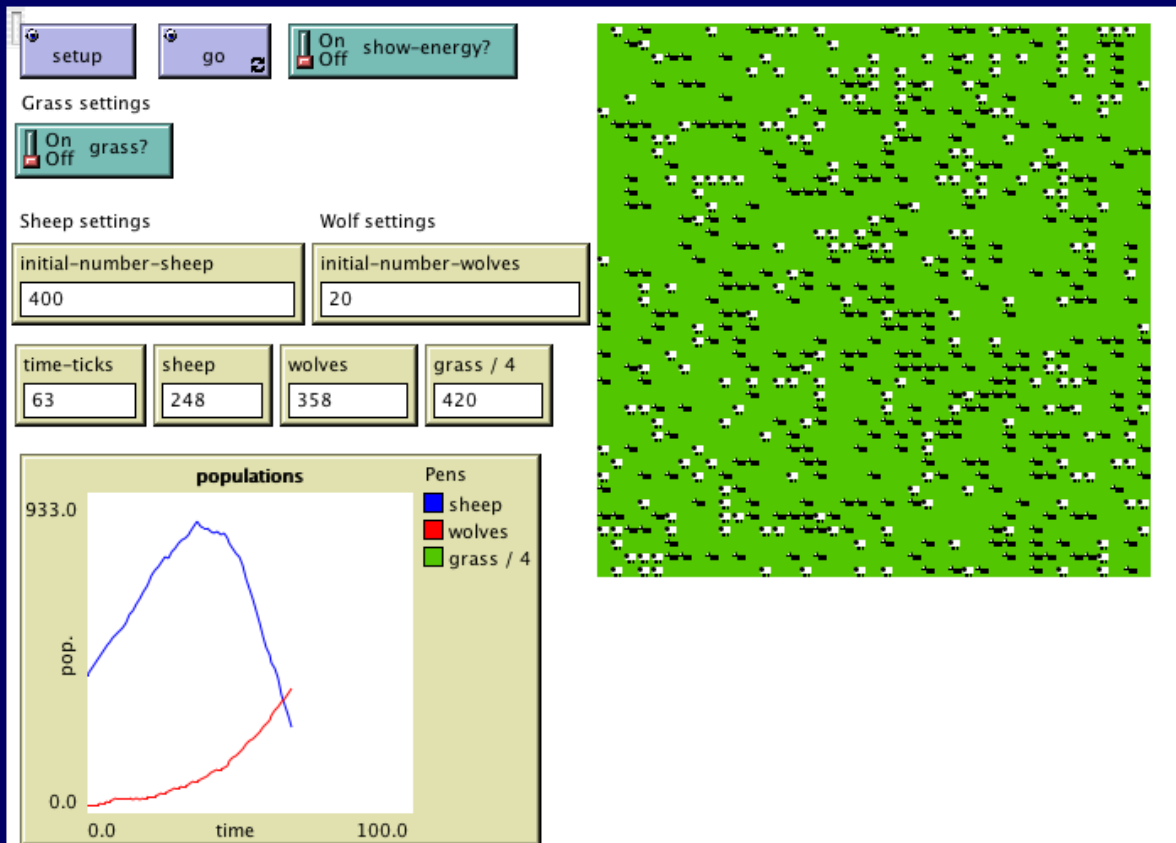 setup
go
On
Off
show-energy?
Grass settings
On
Off
grass?
Sheep settings
Wolf settings
initial-number-sheep
400
initial-number-wolves
20
time-ticks
63
sheep
248
wolves
358
grass / 4
420
populations
933.0
pop.
0.0
0.0
time
100.0
Pens
sheep
wolves
grass / 4